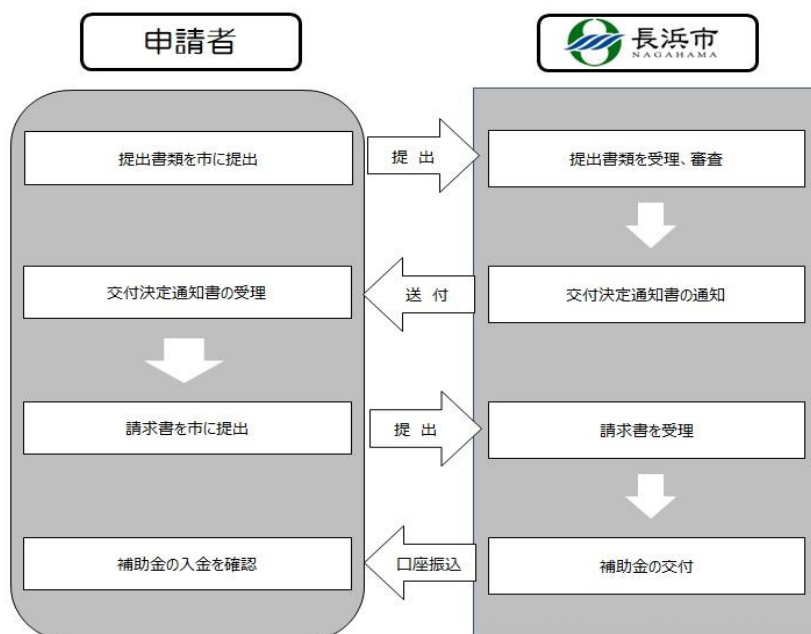 申請者
長浜市
NAGAHAMA
提出書類を市に提出
提 出
提出書類を受理、審査
交付決定通知書の受理
送 付
交付決定通知書の通知
請求書を市に提出
提 出
請求書を受理
補助金の入金を確認
口座振込
補助金の交付